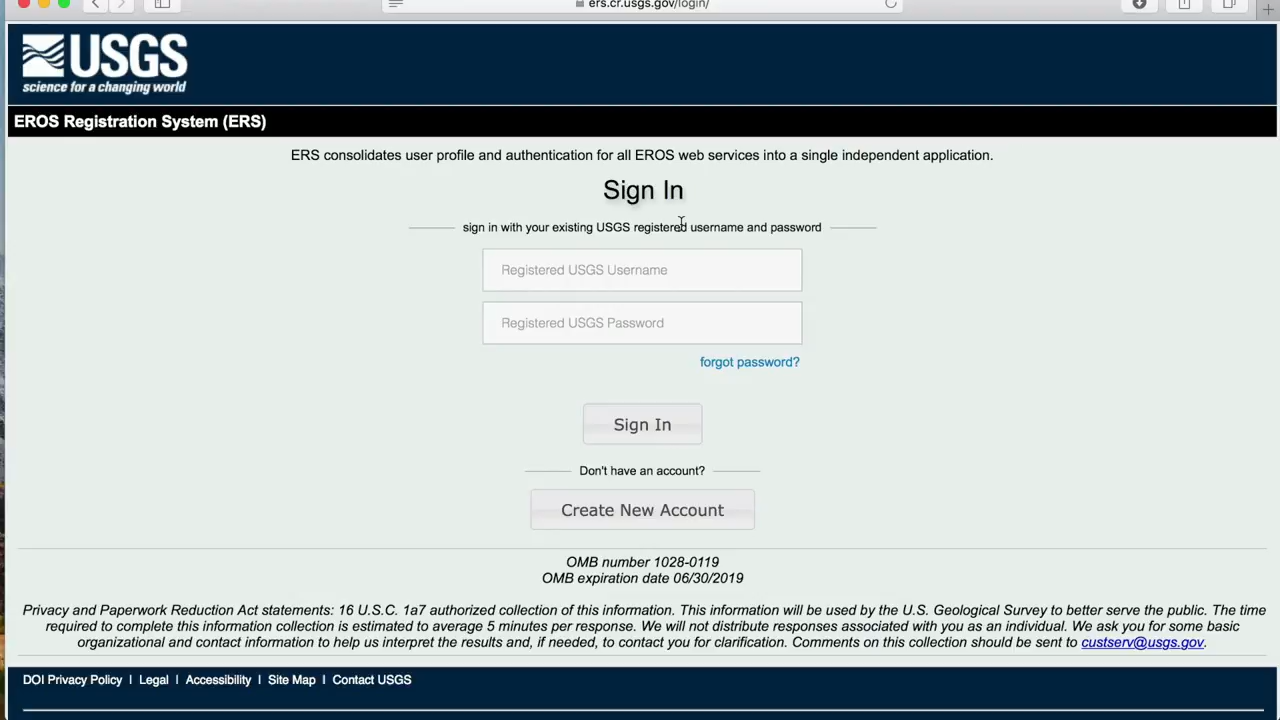 ers.cr.usgs.gov/login/
USGS
science for a changing world
EROS Registration System (ERS)
ERS consolidates user profile and authentication for all EROS web services into a single independent application.
Sign In
sign in with your existing USGS registered username and password
Registered USGS Username
Registered USGS Password
forgot password?
Sign In
Don't have an account?
Create New Account
OMB number 1028-0119
OMB expiration date 06/30/2019
Privacy and Paperwork Reduction Act statements: 16 U.S.C. 1a7 authorized collection of this information. This information will be used by the U.S. Geological Survey to better serve the public. The time
required to complete this information collection is estimated to average 5 minutes per response. We will not distribute responses associated with you as an individual. We ask you for some basic
organizational and contact information to help us interpret the results and, if needed, to contact you for clarification. Comments on this collection should be sent to custserv@usgs.gov.
DOI Privacy Policy | Legal | Accessibility | Site Map | Contact USGS